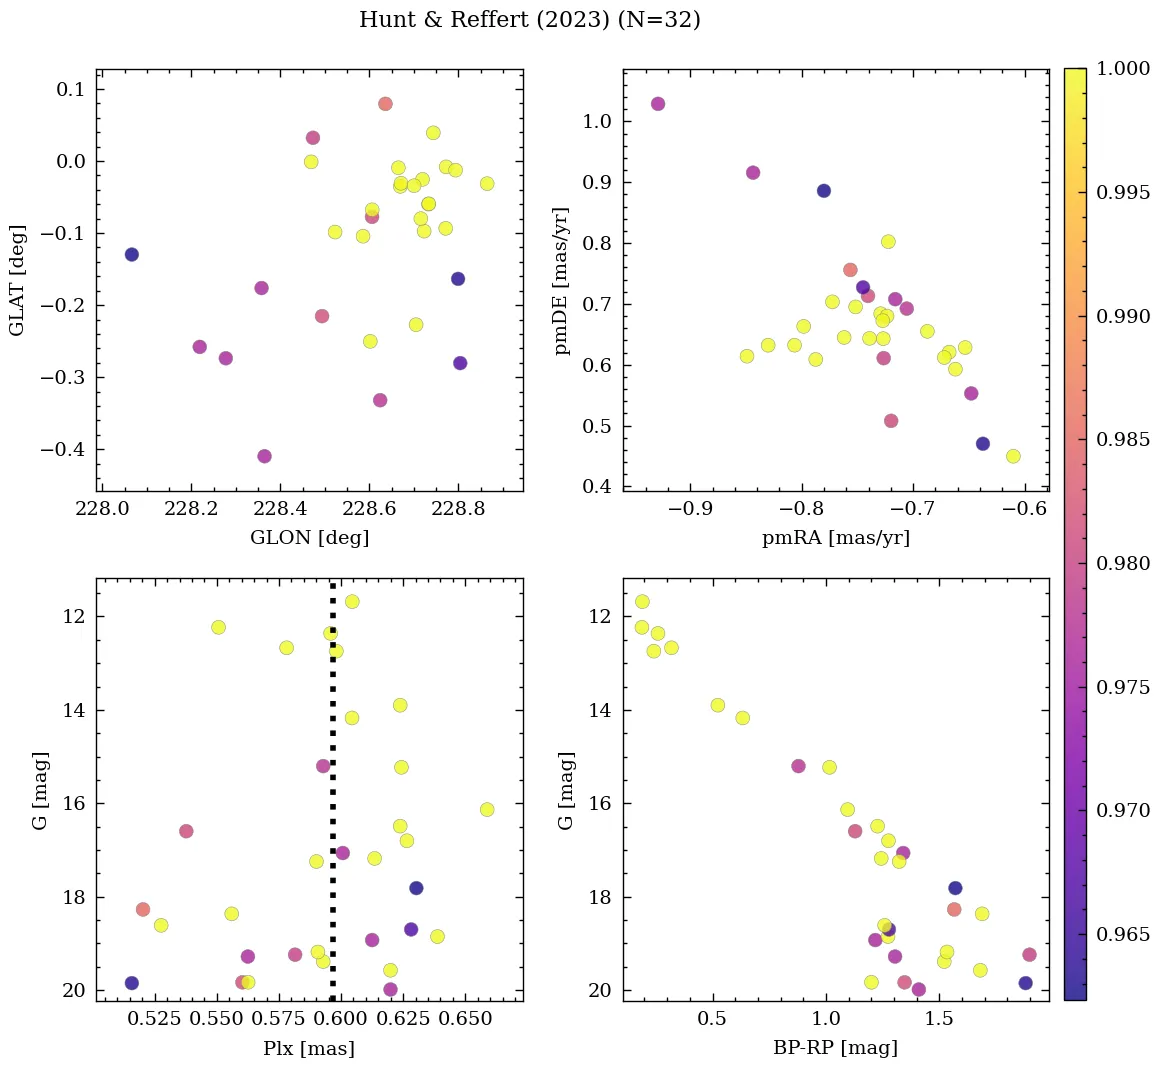 Hunt & Reffert (2023) (N=32)
0.1
0.0
−0.1
−0.2
−0.3
−0.4
GLAT [deg]
228.0 228.2 228.4 228.6 228.8
GLON [deg]
1.0
0.9
0.8
0.7
0.6
0.5
0.4
pmDE [mas/yr]
−0.9 −0.8 −0.7 −0.6
pmRA [mas/yr]
12
14
16
18
20
G [mag]
0.525 0.550 0.575 0.600 0.625 0.650
Plx [mas]
12
14
16
18
20
G [mag]
0.5 1.0 1.5
BP-RP [mag]
1.000
0.995
0.990
0.985
0.980
0.975
0.970
0.965